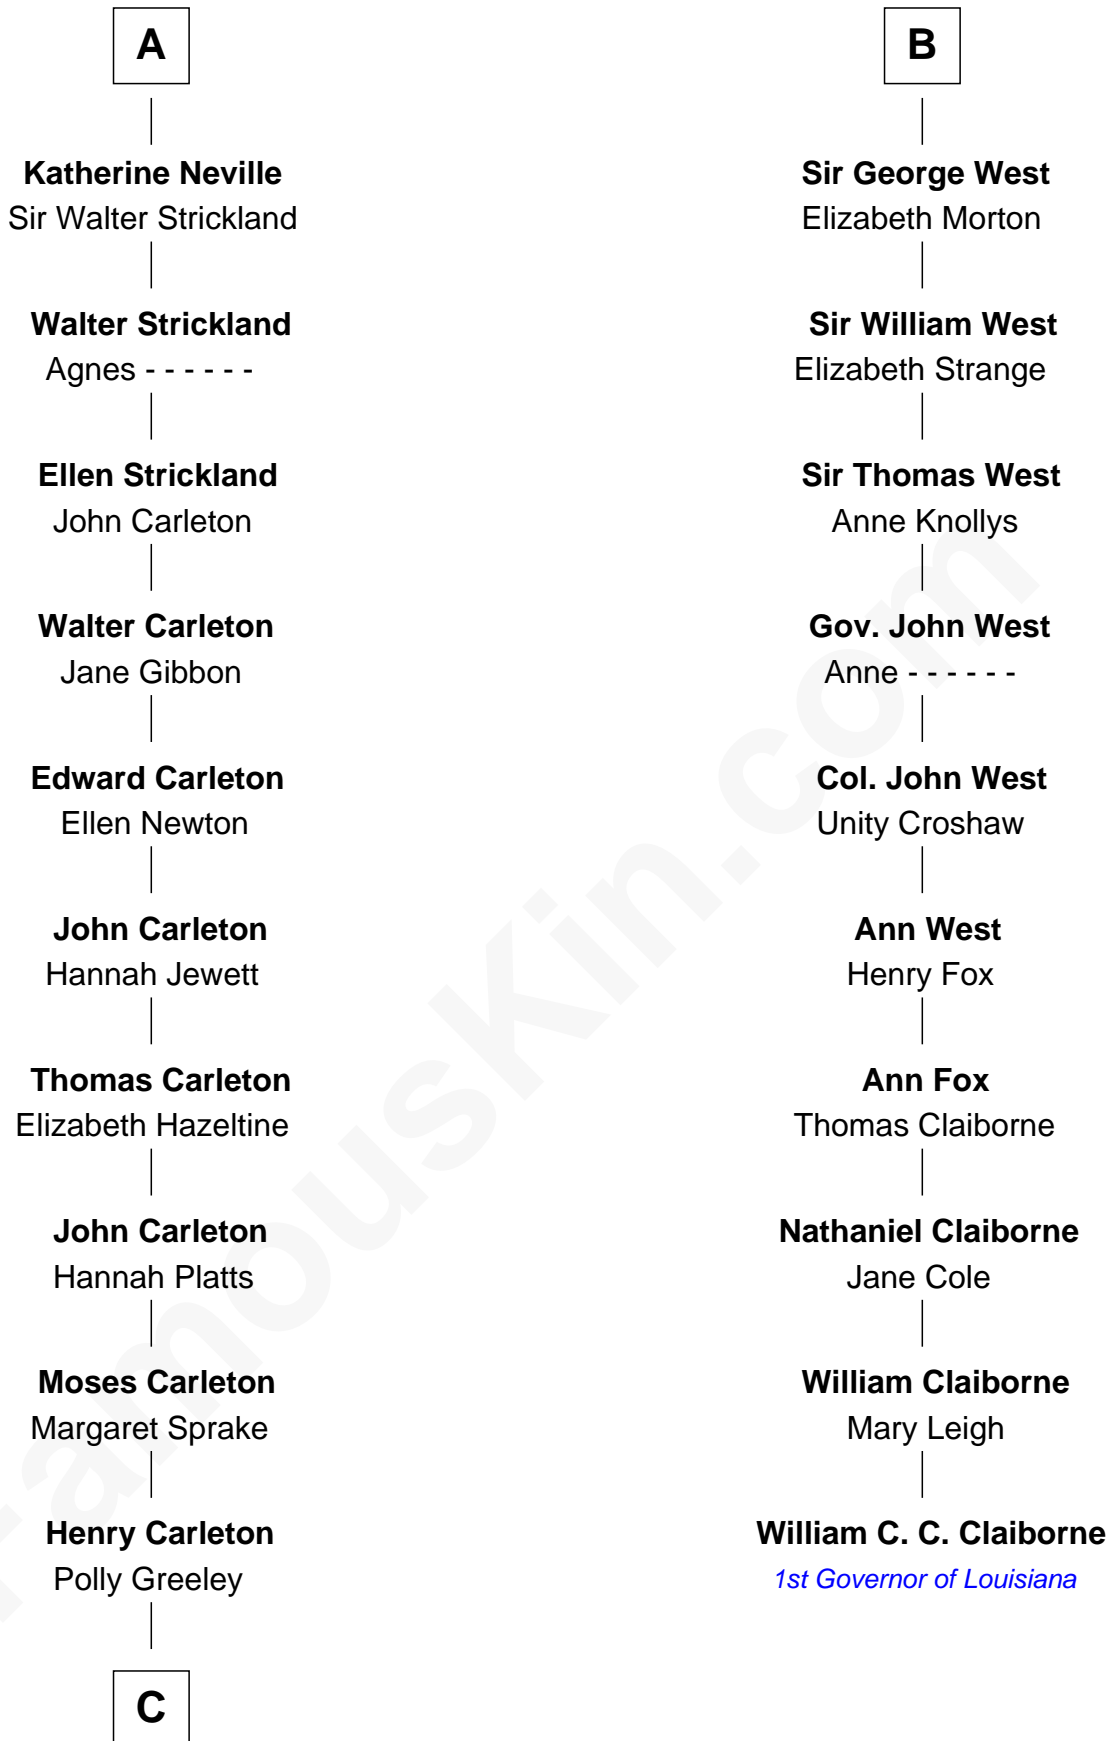 A
Katherine Neville
Sir Walter Strickland
Walter Strickland
Agnes - - - - - -
Ellen Strickland
John Carleton
Walter Carleton
Jane Gibbon
Edward Carleton
Ellen Newton
John Carleton
Hannah Jewett
Thomas Carleton
Elizabeth Hazeltine
John Carleton
Hannah Platts
Moses Carleton
Margaret Sprake
Henry Carleton
Polly Greeley
C
B
Sir George West
Elizabeth Morton
Sir William West
Elizabeth Strange
Sir Thomas West
Anne Knollys
Gov. John West
Anne - - - - - -
Col. John West
Unity Croshaw
Ann West
Henry Fox
Ann Fox
Thomas Claiborne
Nathaniel Claiborne
Jane Cole
William Claiborne
Mary Leigh
William C. C. Claiborne
1st Governor of Louisiana
FamousKin.com